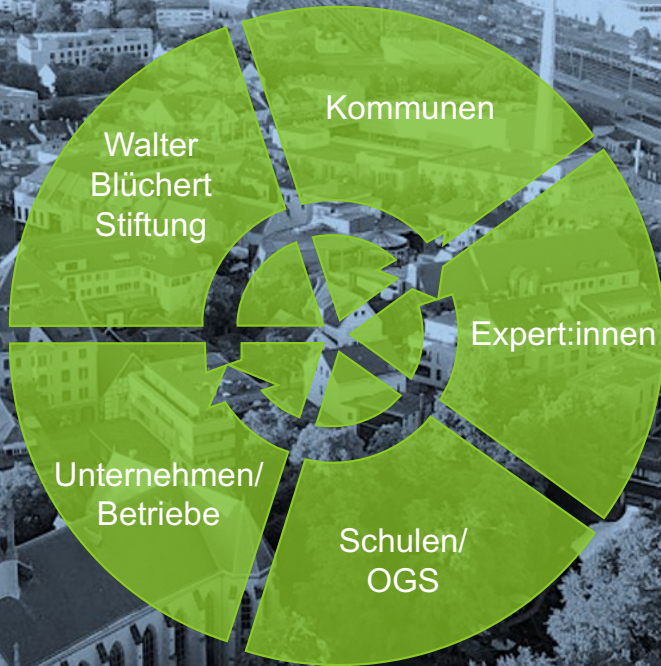 Kommunen
Walter
Blüchert
Stiftung
Expert:innen
Unternehmen/
Betriebe
Schulen/
OGS